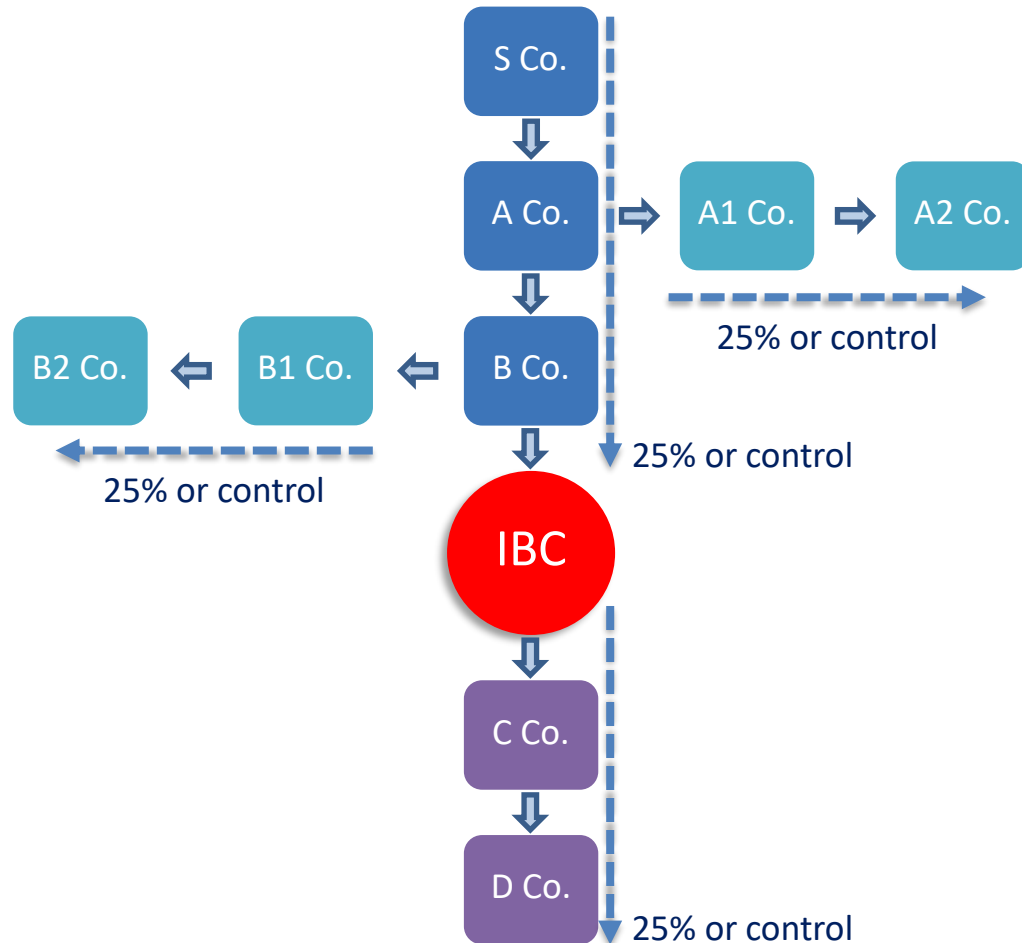 S Co.
A Co.
A1 Co.
A2 Co.
25% or control
B2 Co.
B1 Co.
B Co.
25% or control
25% or control
IBC
C Co.
D Co.
25% or control